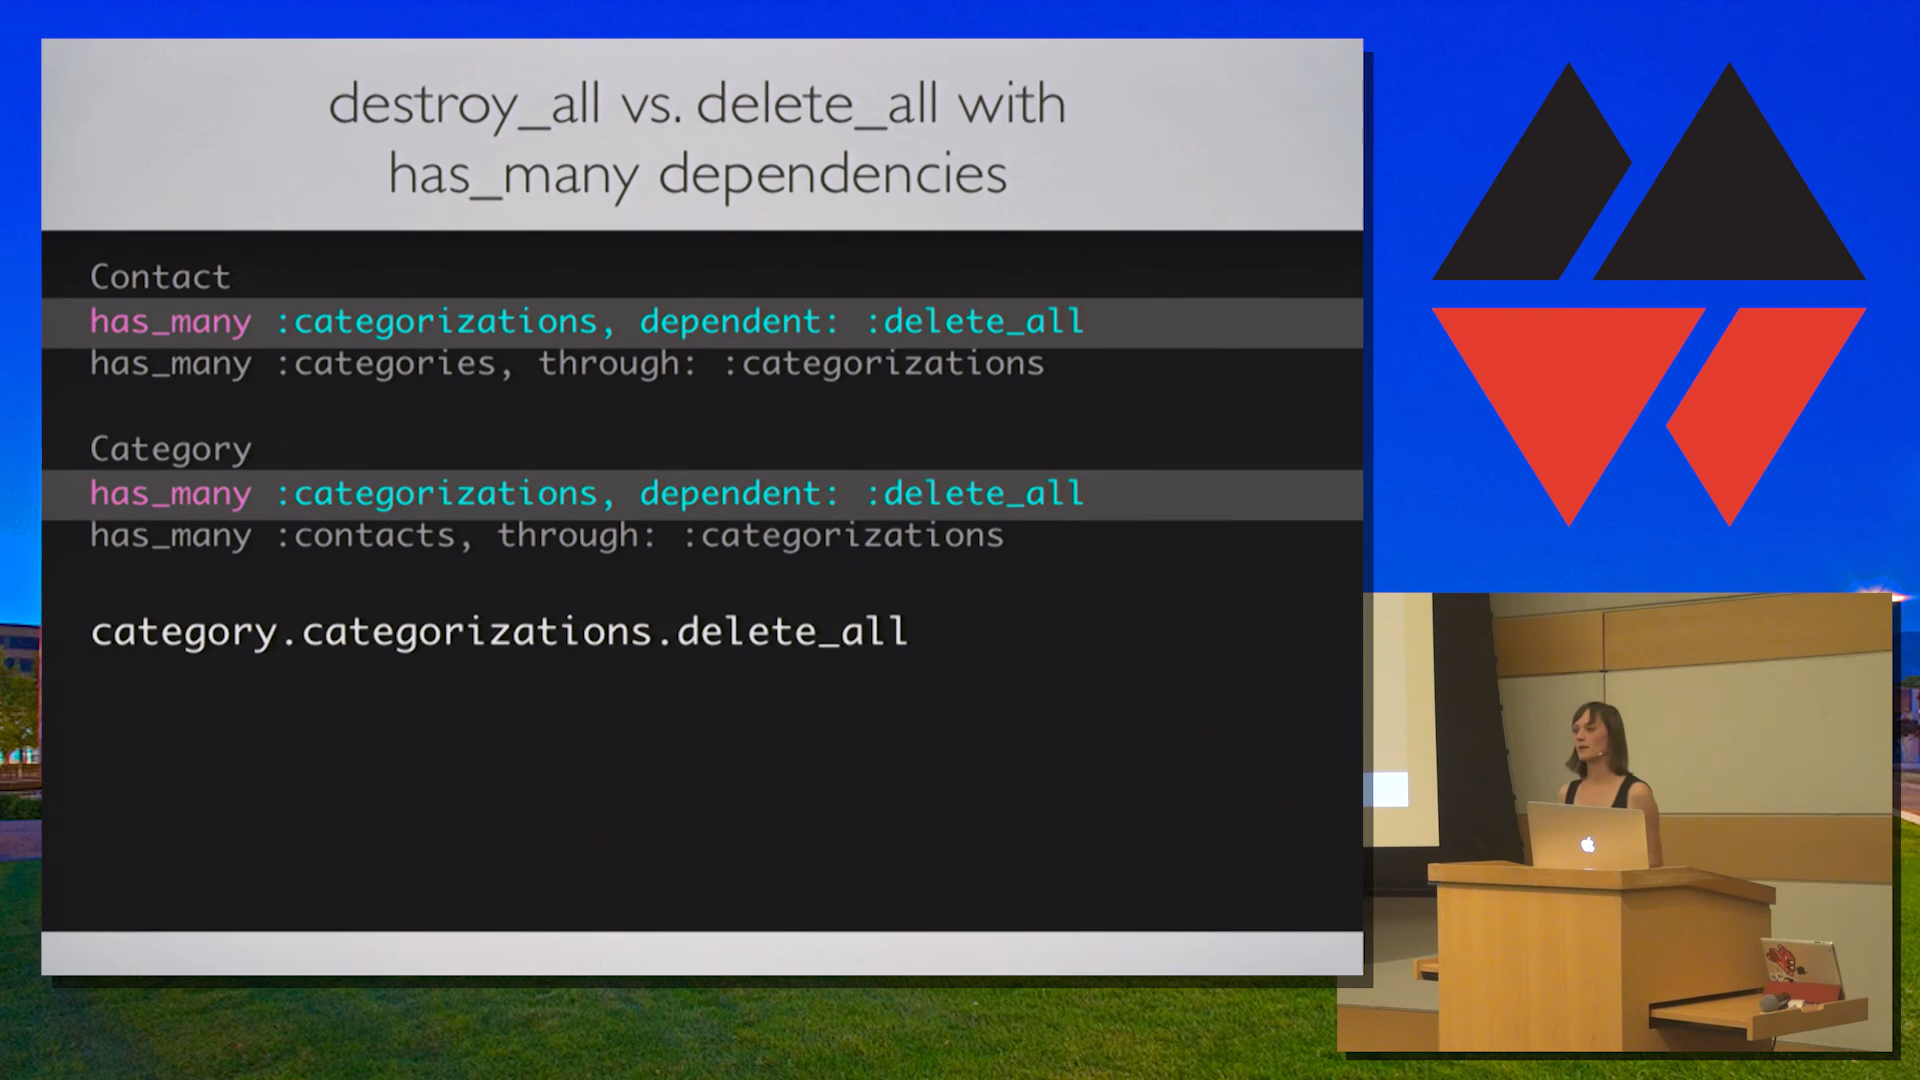 destroy_all vs. delete_all with
has_many dependencies
Contact
has_many :categorizations, dependent: :delete_all
has_many :categories, through: :categorizations
Category
has_many :categorizations, dependent: :delete_all
has_many :contacts, through: :categorizations
category.categorizations.delete_all